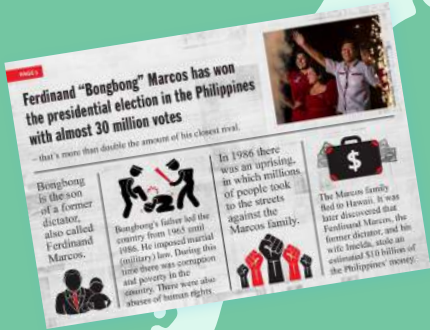 PAGE 1
Ferdinand "Bongbong" Marcos has won
the presidential election in the Philippines
with almost 30 million votes
– that's more than double the amount of his closest rival.
Bongbong
is the son
of a former
dictator,
also called
Ferdinand
Marcos.
Bongbong's father led the
country from 1965 until
1986. He imposed martial
(military) law. During this
time there was corruption
and poverty in the
country. There were also
abuses of human rights.
In 1986 there
was an uprising,
in which millions
of people took
to the streets
against the
Marcos family.
$
The Marcos family
fled to Hawaii. It was
later discovered that
Ferdinand Marcos, the
former dictator, and his
wife Imelda, stole an
estimated $10 billion of
the Philippines' money.